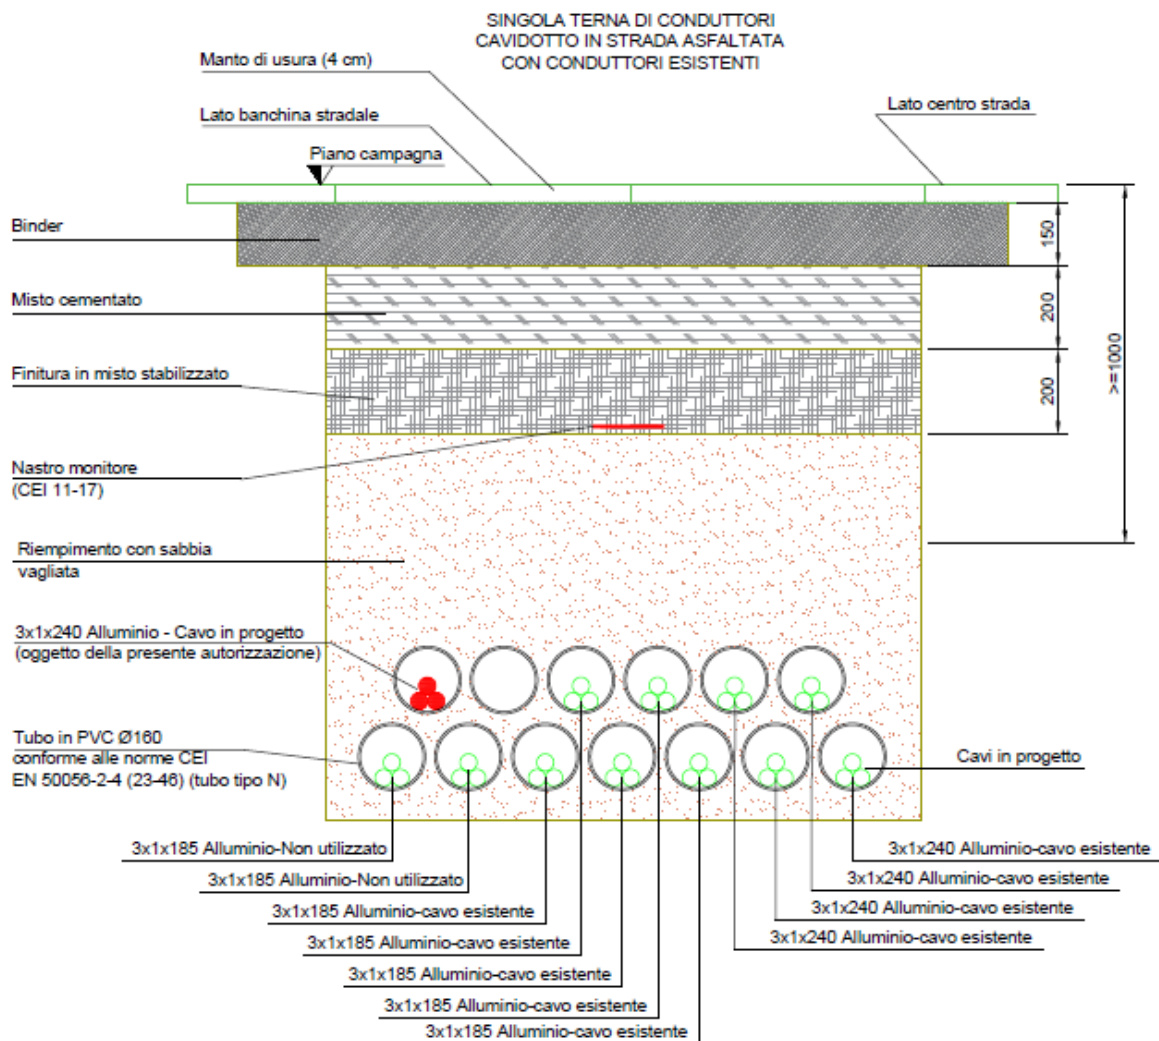 SINGOLA TERNA DI CONDUTTORI
CAVIDOTTO IN STRADA ASFALTATA
CON CONDUTTORI ESISTENTI
Manto di usura (4 cm)
Lato centro strada
Lato banchina stradale
Piano campagna
Binder
150
Misto cementato
200
>=1000
Finitura in misto stabilizzato
200
Nastro monitore
(CEI 11-17)
Riempimento con sabbia
vagliata
3x1x240 Alluminio - Cavo in progetto
(oggetto della presente autorizzazione)
Tubo in PVC Ø160
conforme alle norme CEI
EN 50056-2-4 (23-46) (tubo tipo N)
Cavi in progetto
3x1x185 Alluminio-Non utilizzato
3x1x240 Alluminio-cavo esistente
3x1x185 Alluminio-Non utilizzato
3x1x240 Alluminio-cavo esistente
3x1x185 Alluminio-cavo esistente
3x1x240 Alluminio-cavo esistente
3x1x185 Alluminio-cavo esistente
3x1x240 Alluminio-cavo esistente
3x1x185 Alluminio-cavo esistente
3x1x185 Alluminio-cavo esistente
3x1x185 Alluminio-cavo esistente